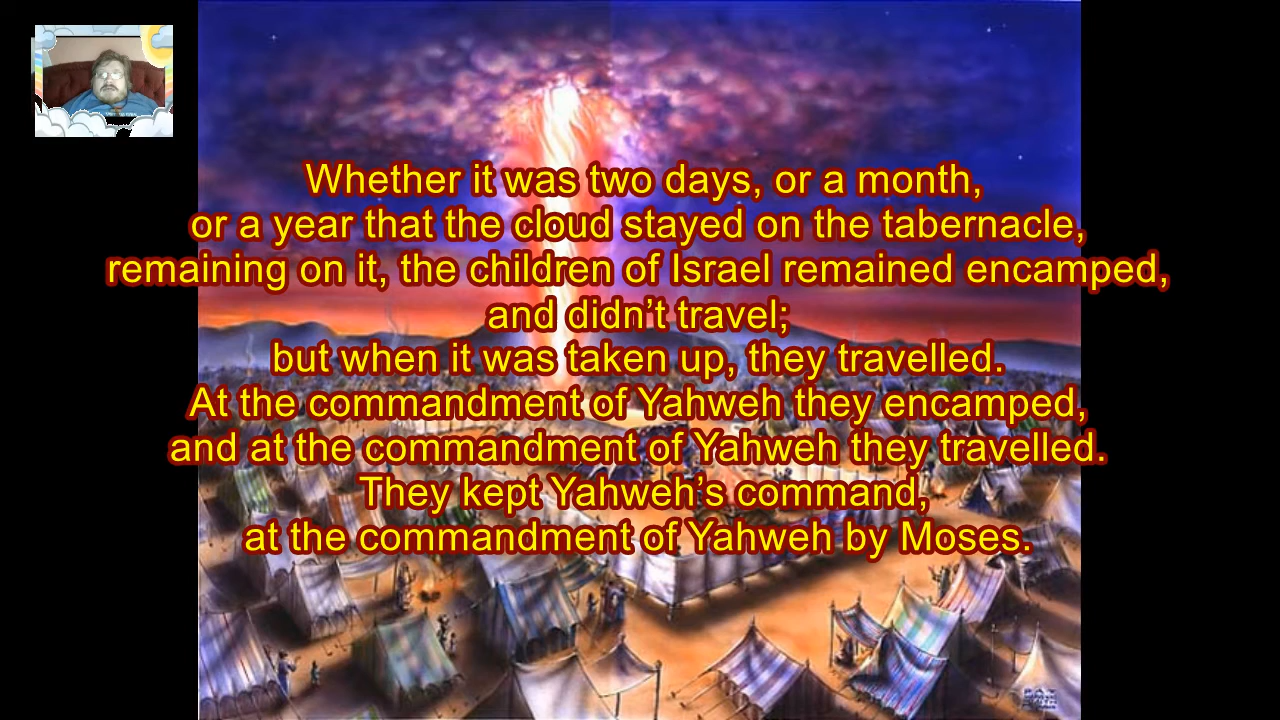 Whether it was two days, or a month,
or a year that the cloud stayed on the tabernacle,
remaining on it, the children of Israel remained encamped,
and didn’t travel;
but when it was taken up, they travelled.
At the commandment of Yahweh they encamped,
and at the commandment of Yahweh they travelled.
They kept Yahweh’s command,
at the commandment of Yahweh by Moses.